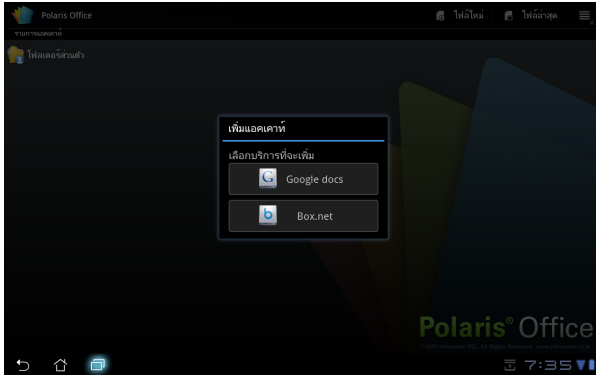 Polaris Office
ไฟล์ใหม่
ไฟล์ล่าสุด
รายการแอคเคาท์
โฟลเดอร์ส่วนตัว
เพิ่มแอคเคาท์
เลือกบริการที่จะเพิ่ม
G Google docs
b Box.net
Polaris® Office
7:35